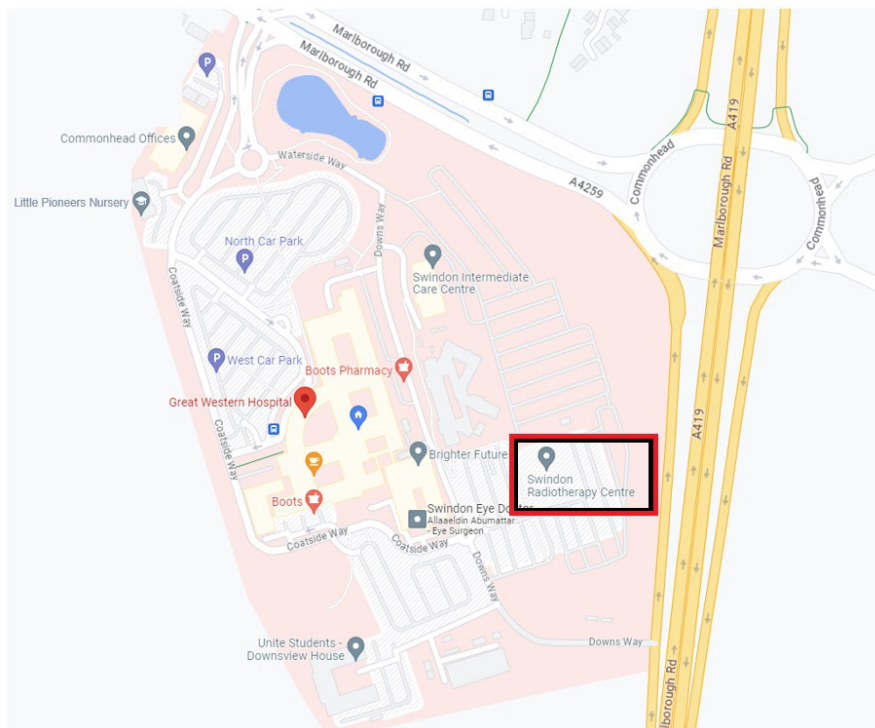 Marlborough Rd
Marlborough Rd
P
Commonhead Offices
Waterside Way
A4259
Commonhead
A419
Marlborough Rd
Commonhead
Little Pioneers Nursery
North Car Park
P
Downs Way
Swindon Intermediate
Care Centre
Coatside Way
P West Car Park
Boots Pharmacy
Great Western Hospital
A419
Coatside Way
Brighter Future
Swindon
Radiotherapy Centre
Boots
Swindon Eye Doctor
Allaaeldin Abumattar
- Eye Surgeon
Coatside Way
Coatside Way
Downs Way
Unite Students -
Downsview House
Downs Way
Marlborough Rd